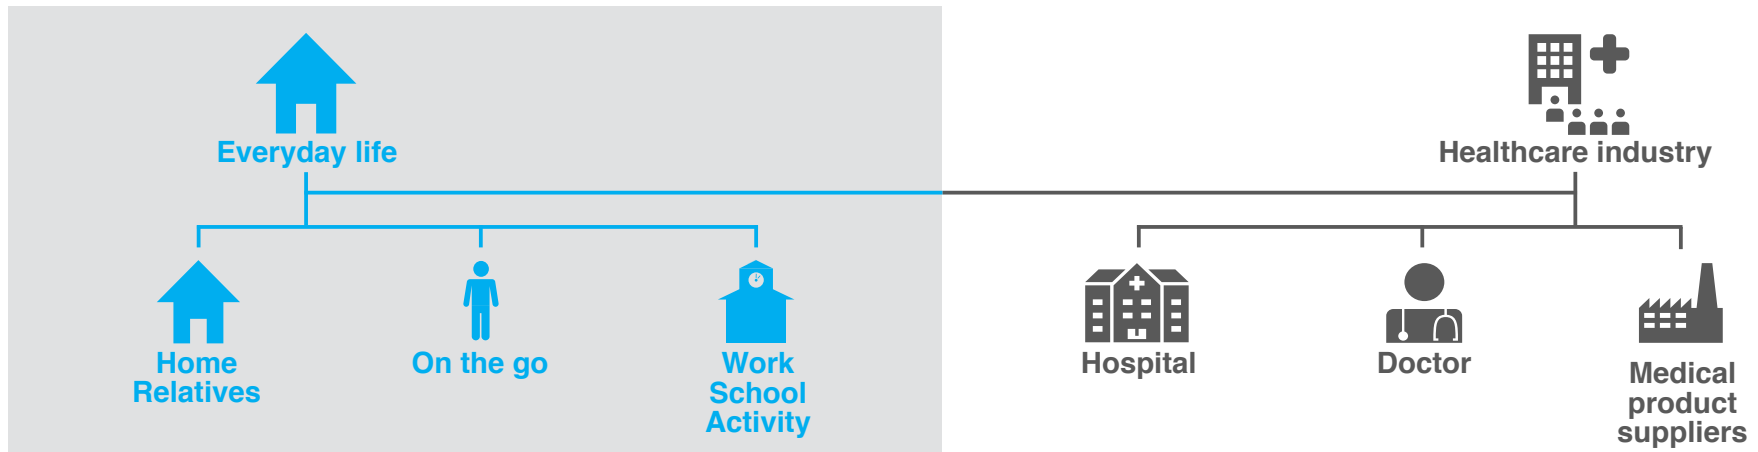 Everyday life
Healthcare industry
Home
Relatives
On the go
Work
School
Activity
Hospital
Doctor
Medical
product
suppliers